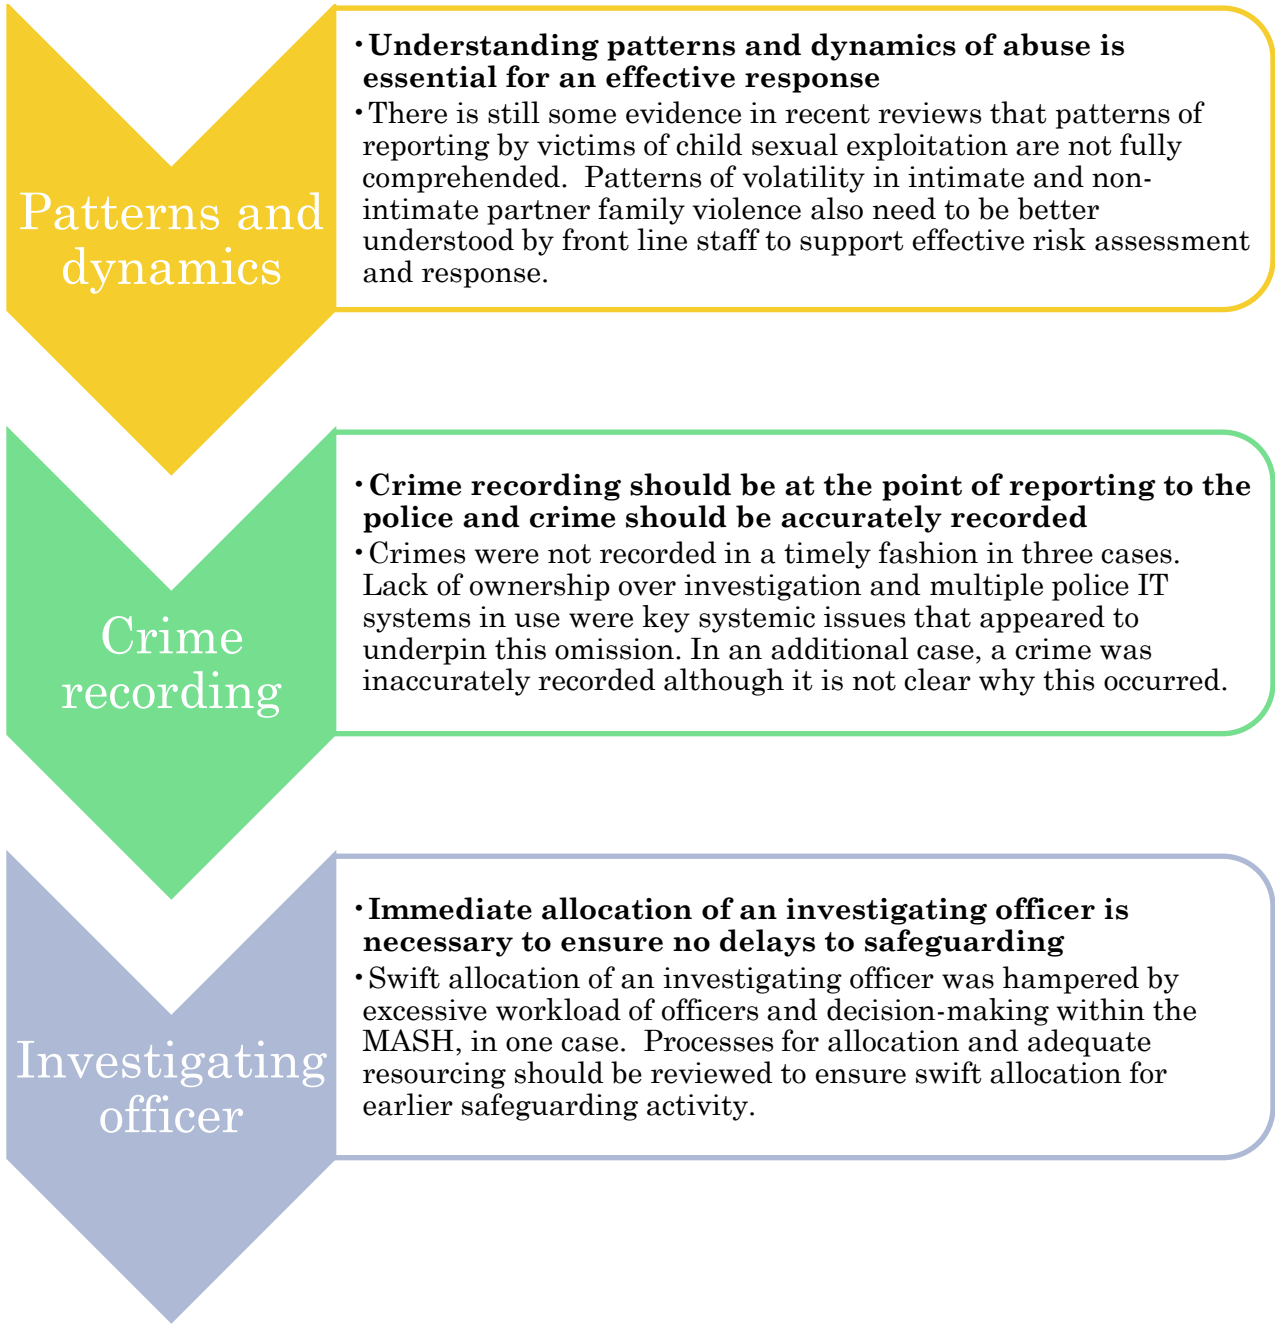 Patterns and
dynamics
·Understanding patterns and dynamics of abuse is
essential for an effective response
·There is still some evidence in recent reviews that patterns of
reporting by victims of child sexual exploitation are not fully
comprehended.  Patterns of volatility in intimate and non-
intimate partner family violence also need to be better
understood by front line staff to support effective risk assessment
and response.
Crime
recording
·Crime recording should be at the point of reporting to the
police and crime should be accurately recorded
·Crimes were not recorded in a timely fashion in three cases.
Lack of ownership over investigation and multiple police IT
systems in use were key systemic issues that appeared to
underpin this omission. In an additional case, a crime was
inaccurately recorded although it is not clear why this occurred.
Investigating
officer
·Immediate allocation of an investigating officer is
necessary to ensure no delays to safeguarding
·Swift allocation of an investigating officer was hampered by
excessive workload of officers and decision-making within the
MASH, in one case.  Processes for allocation and adequate
resourcing should be reviewed to ensure swift allocation for
earlier safeguarding activity.